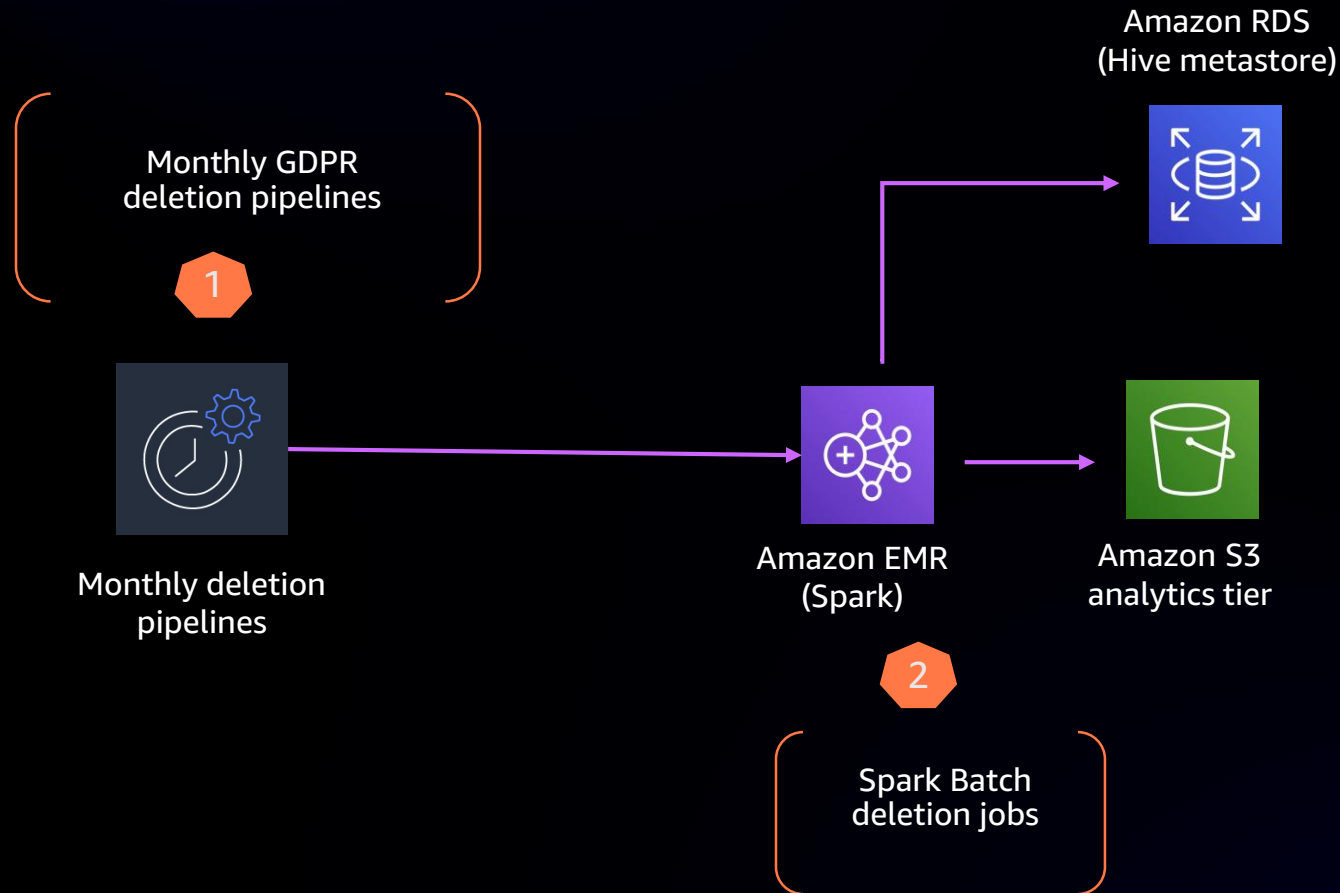 Amazon RDS
(Hive metastore)
Monthly GDPR
deletion pipelines
1
Monthly deletion
pipelines
Amazon EMR
(Spark)
Amazon S3
analytics tier
2
Spark Batch
deletion jobs